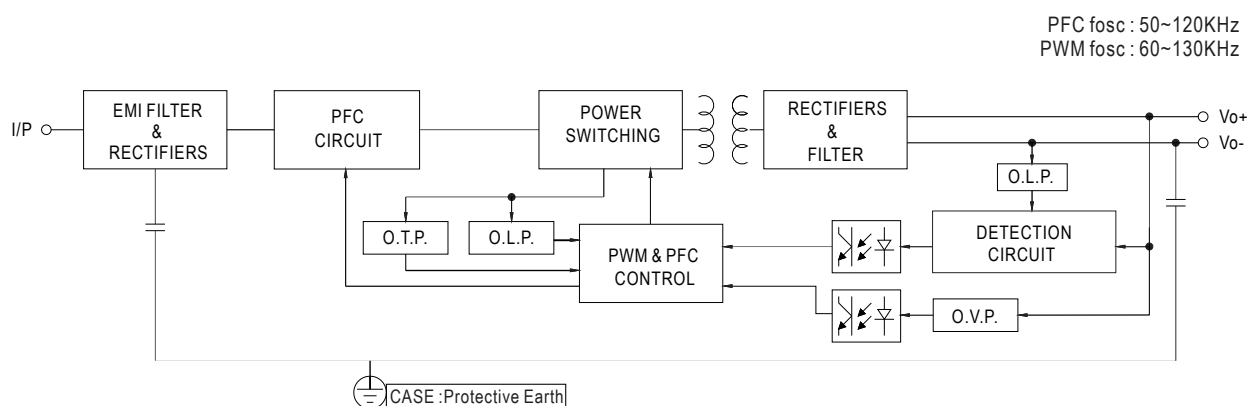 PFC fosc : 50~120KHz
PWM fosc : 60~130KHz
I/P
EMI FILTER
&
RECTIFIERS
PFC
CIRCUIT
POWER
SWITCHING
RECTIFIERS
&
FILTER
Vo+
Vo-
O.L.P.
O.T.P.
O.L.P.
PWM & PFC
CONTROL
DETECTION
CIRCUIT
O.V.P.
CASE :Protective Earth